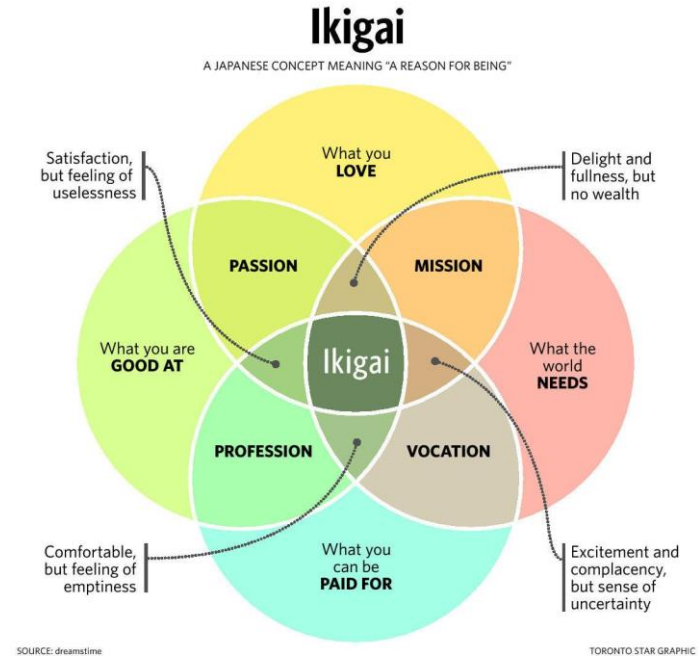 Ikigai
A JAPANESE CONCEPT MEANING "A REASON FOR BEING"
Satisfaction,
but feeling of
uselessness
What you
LOVE
Delight and
fullness, but
no wealth
PASSION
MISSION
What you are
GOOD AT
Ikigai
What the
world
NEEDS
PROFESSION
VOCATION
Comfortable,
but feeling of
emptiness
What you
can be
PAID FOR
Excitement and
complacency,
but sense of
uncertainty
SOURCE: dreamstime
TORONTO STAR GRAPHIC